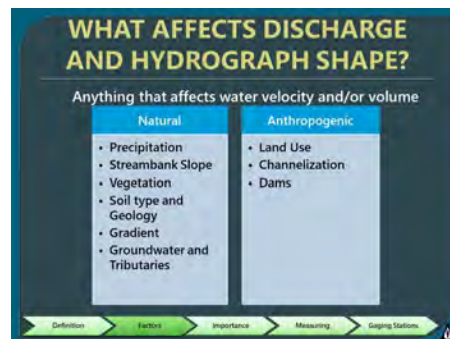 WHAT AFFECTS DISCHARGE
AND HYDROGRAPH SHAPE?
Anything that affects water velocity and/or volume
Natural
• Precipitation
• Streambank Slope
• Vegetation
• Soil type and
Geology
• Gradient
• Groundwater and
Tributaries
Anthropogenic
• Land Use
• Channelization
• Dams
Definition
Factors
Importance
Measuring
Gaging Stations